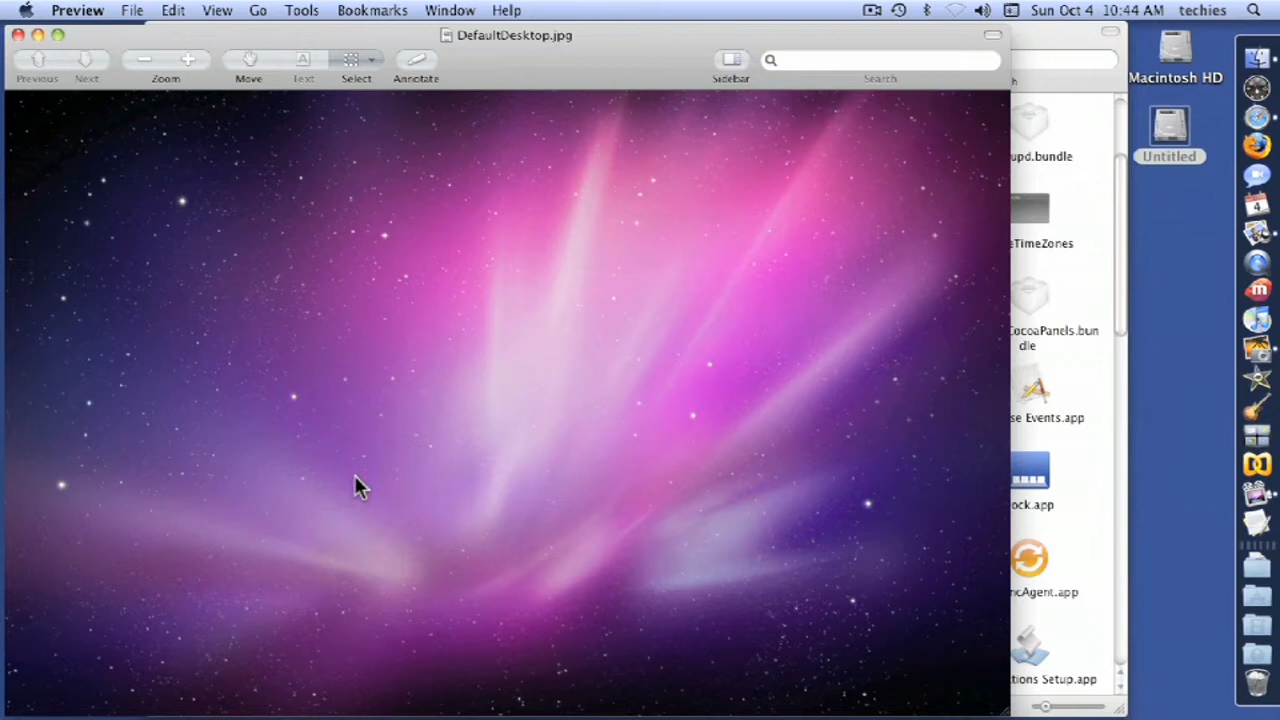 Preview File Edit View Go Tools Bookmarks Window Help Sun Oct 4 10:44 AM techies
DefaultDesktop.jpg
Previous Next Zoom Move Text Select Annotate Sidebar Search
h
Macintosh HD
Untitled
upd.bundle
eTimeZones
CocoaPanels.bun
dle
se Events.app
ock.app
ncAgent.app
tions Setup.app
4